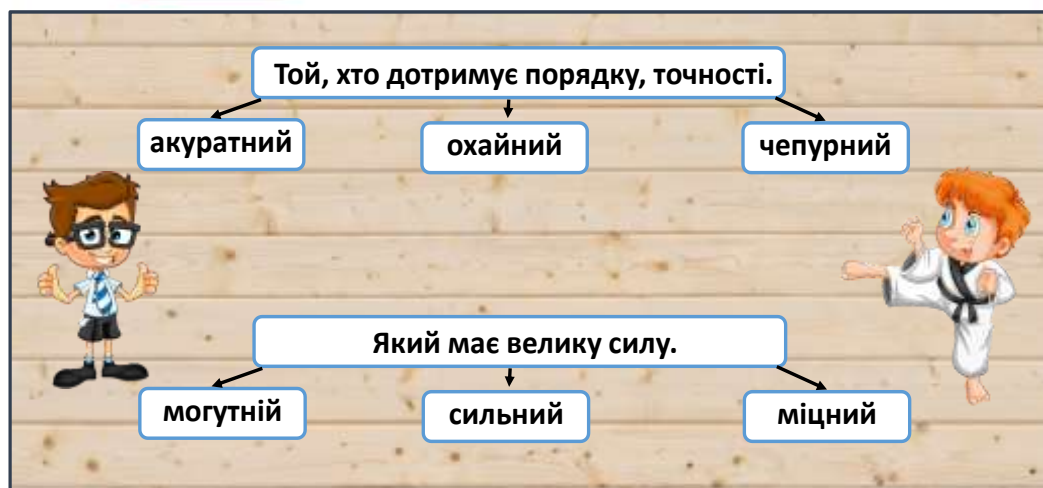 Той, хто дотримує порядку, точності.
акуратний охайний чепурний
Який має велику силу.
могутній сильний міцний